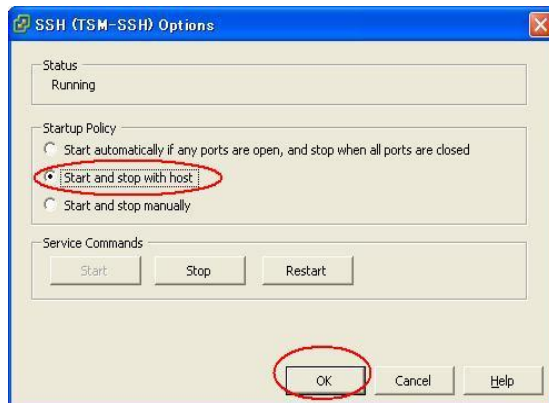 SSH (TSM-SSH) Options
Status
Running
Startup Policy
Start automatically if any ports are open, and stop when all ports are closed
Start and stop with host
Start and stop manually
Service Commands
Start Stop Restart
OK Cancel Help